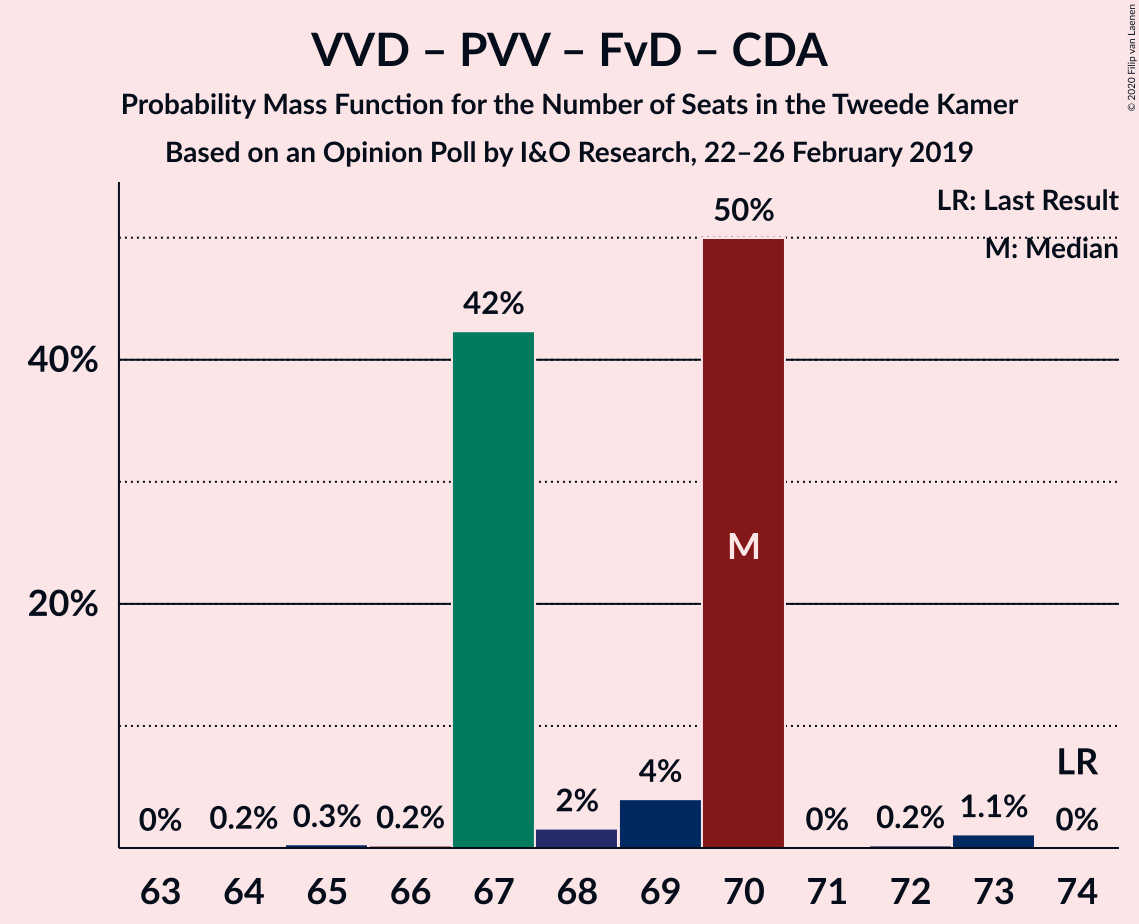 VVD – PVV – FvD – CDA
Probability Mass Function for the Number of Seats in the Tweede Kamer
Based on an Opinion Poll by I&O Research, 22–26 February 2019
© 2020 Filip van Laenen
LR: Last Result
M: Median
50%
42%
40%
M
20%
LR
0% 0.2% 0.3% 0.2% 2% 4% 0% 0.2% 1.1% 0%
63 64 65 66 67 68 69 70 71 72 73 74